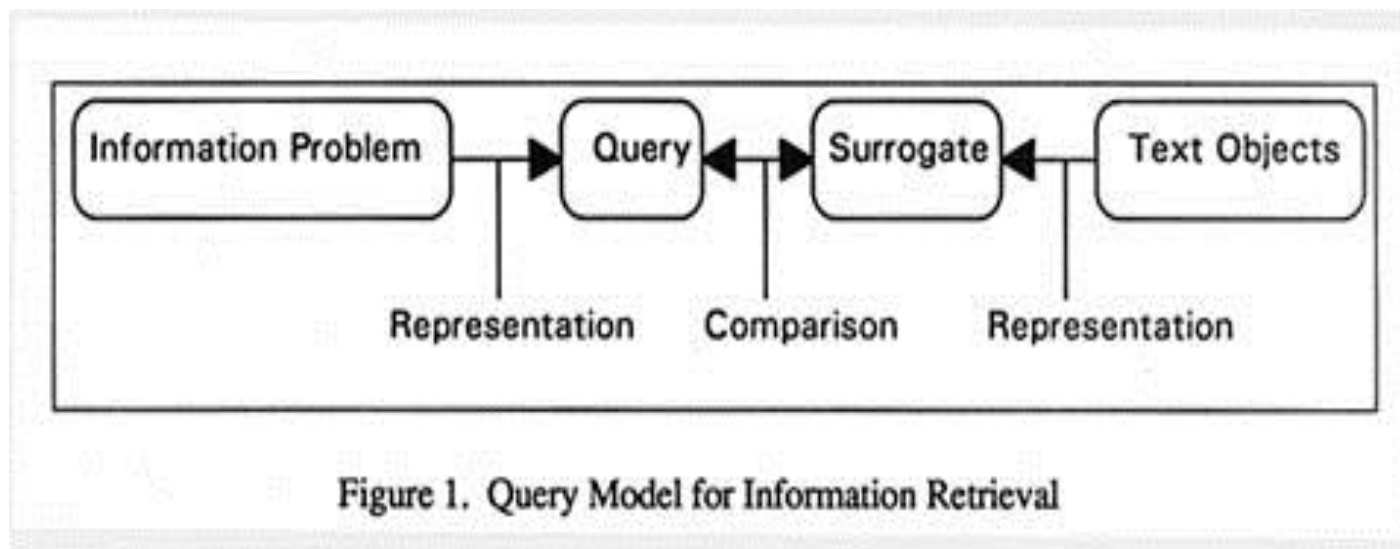 Information Problem
Query
Surrogate
Text Objects
Representation
Comparison
Representation
Figure 1. Query Model for Information Retrieval